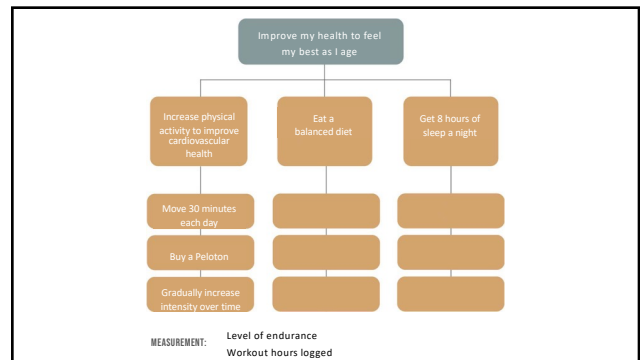 Improve my health to feel
my best as I age
Increase physical
activity to improve
cardiovascular
health
Eat a
balanced diet
Get 8 hours of
sleep a night
Move 30 minutes
each day
Buy a Peloton
Gradually increase
intensity over time
MEASUREMENT:
Level of endurance
Workout hours logged